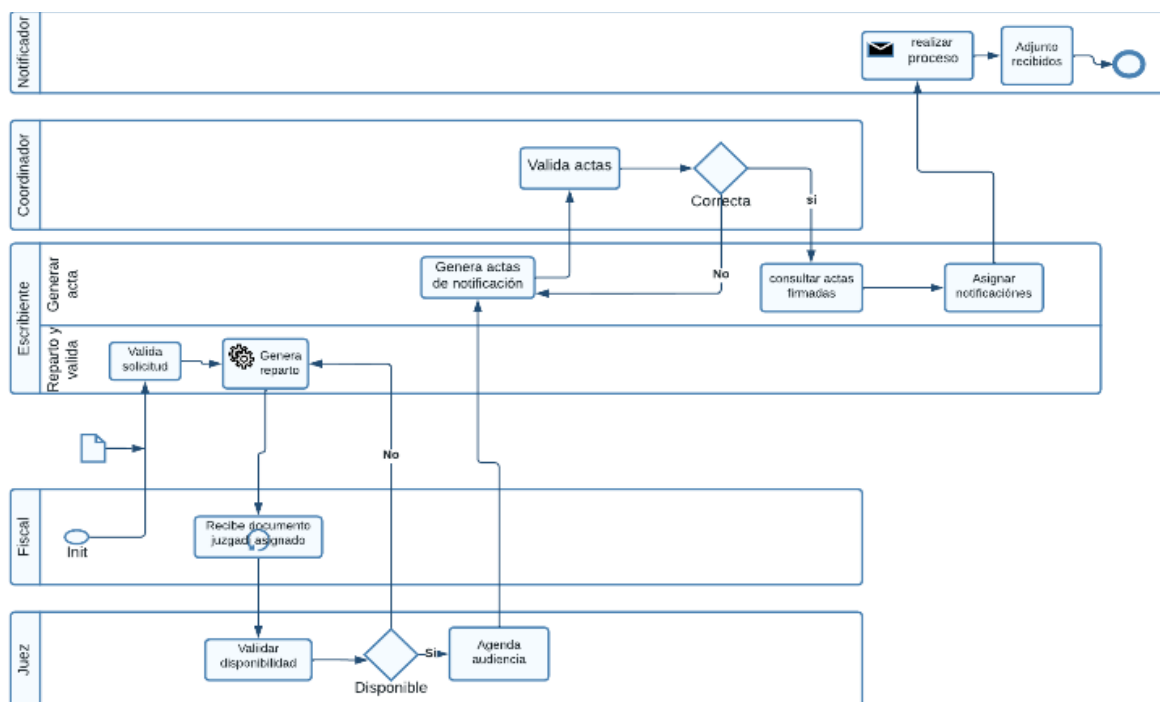 Notificador
realizar
proceso
Adjunto
recibidos
Coordinador
Valida actas
Correcta
si
No
Escribiente
Generar
acta
Genera actas
de notificación
consultar actas
firmadas
Asignar
notificaciónes
Reparto y
valida
Valida
solicitud
Genera
reparto
No
Fiscal
Init
Recibe documento
juzgado asignado
Juez
Validar
disponibilidad
Disponible
Si
Agenda
audiencia